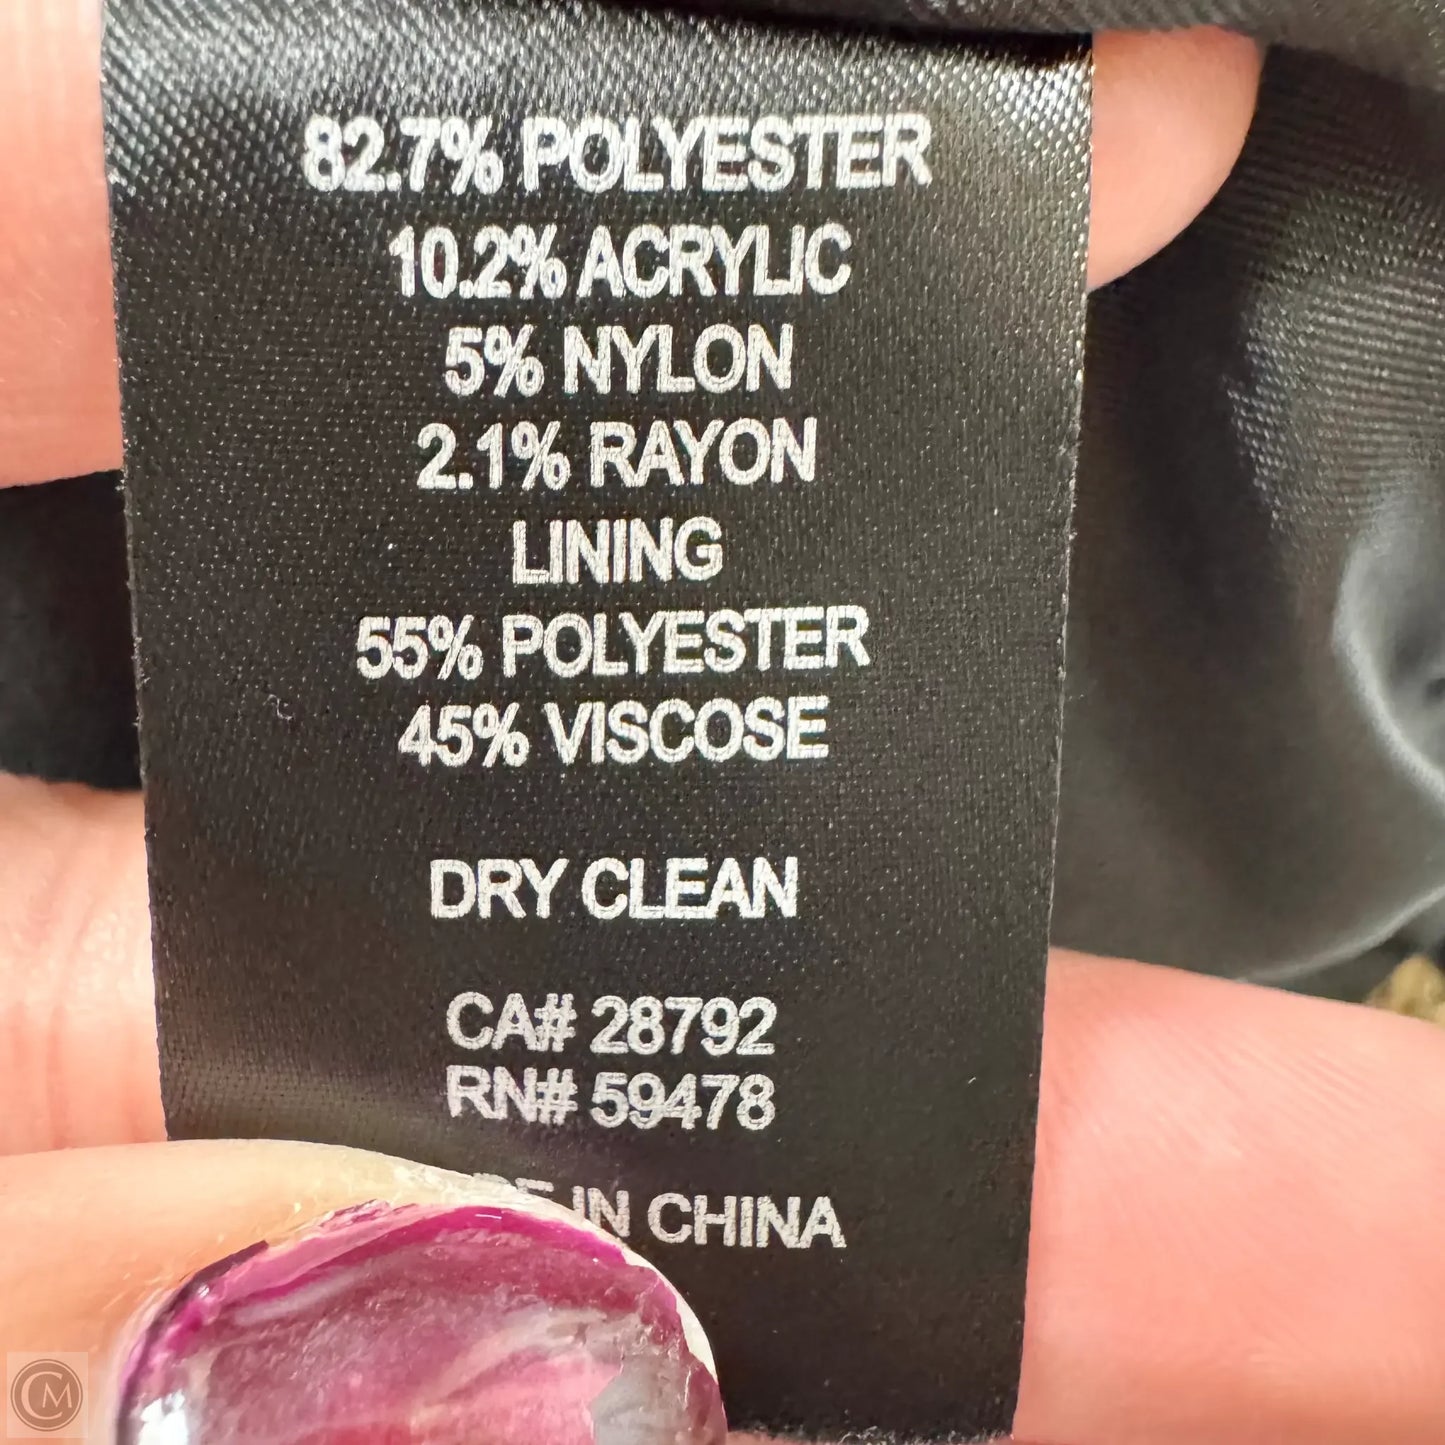 82.7% POLYESTER
10.2% ACRYLIC
5% NYLON
2.1% RAYON
LINING
55% POLYESTER
45% VISCOSE
DRY CLEAN
CA# 28792
RN# 59478
IN CHINA
CM